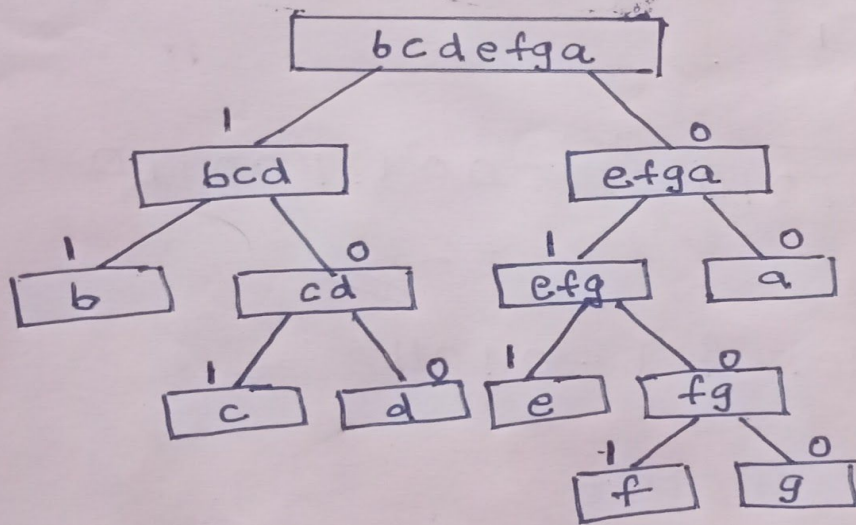 bcdefga
1 0
bcd efga
1 0 1 0
b cd efg a
1 0 1 0
c d e fg
1 0
f g